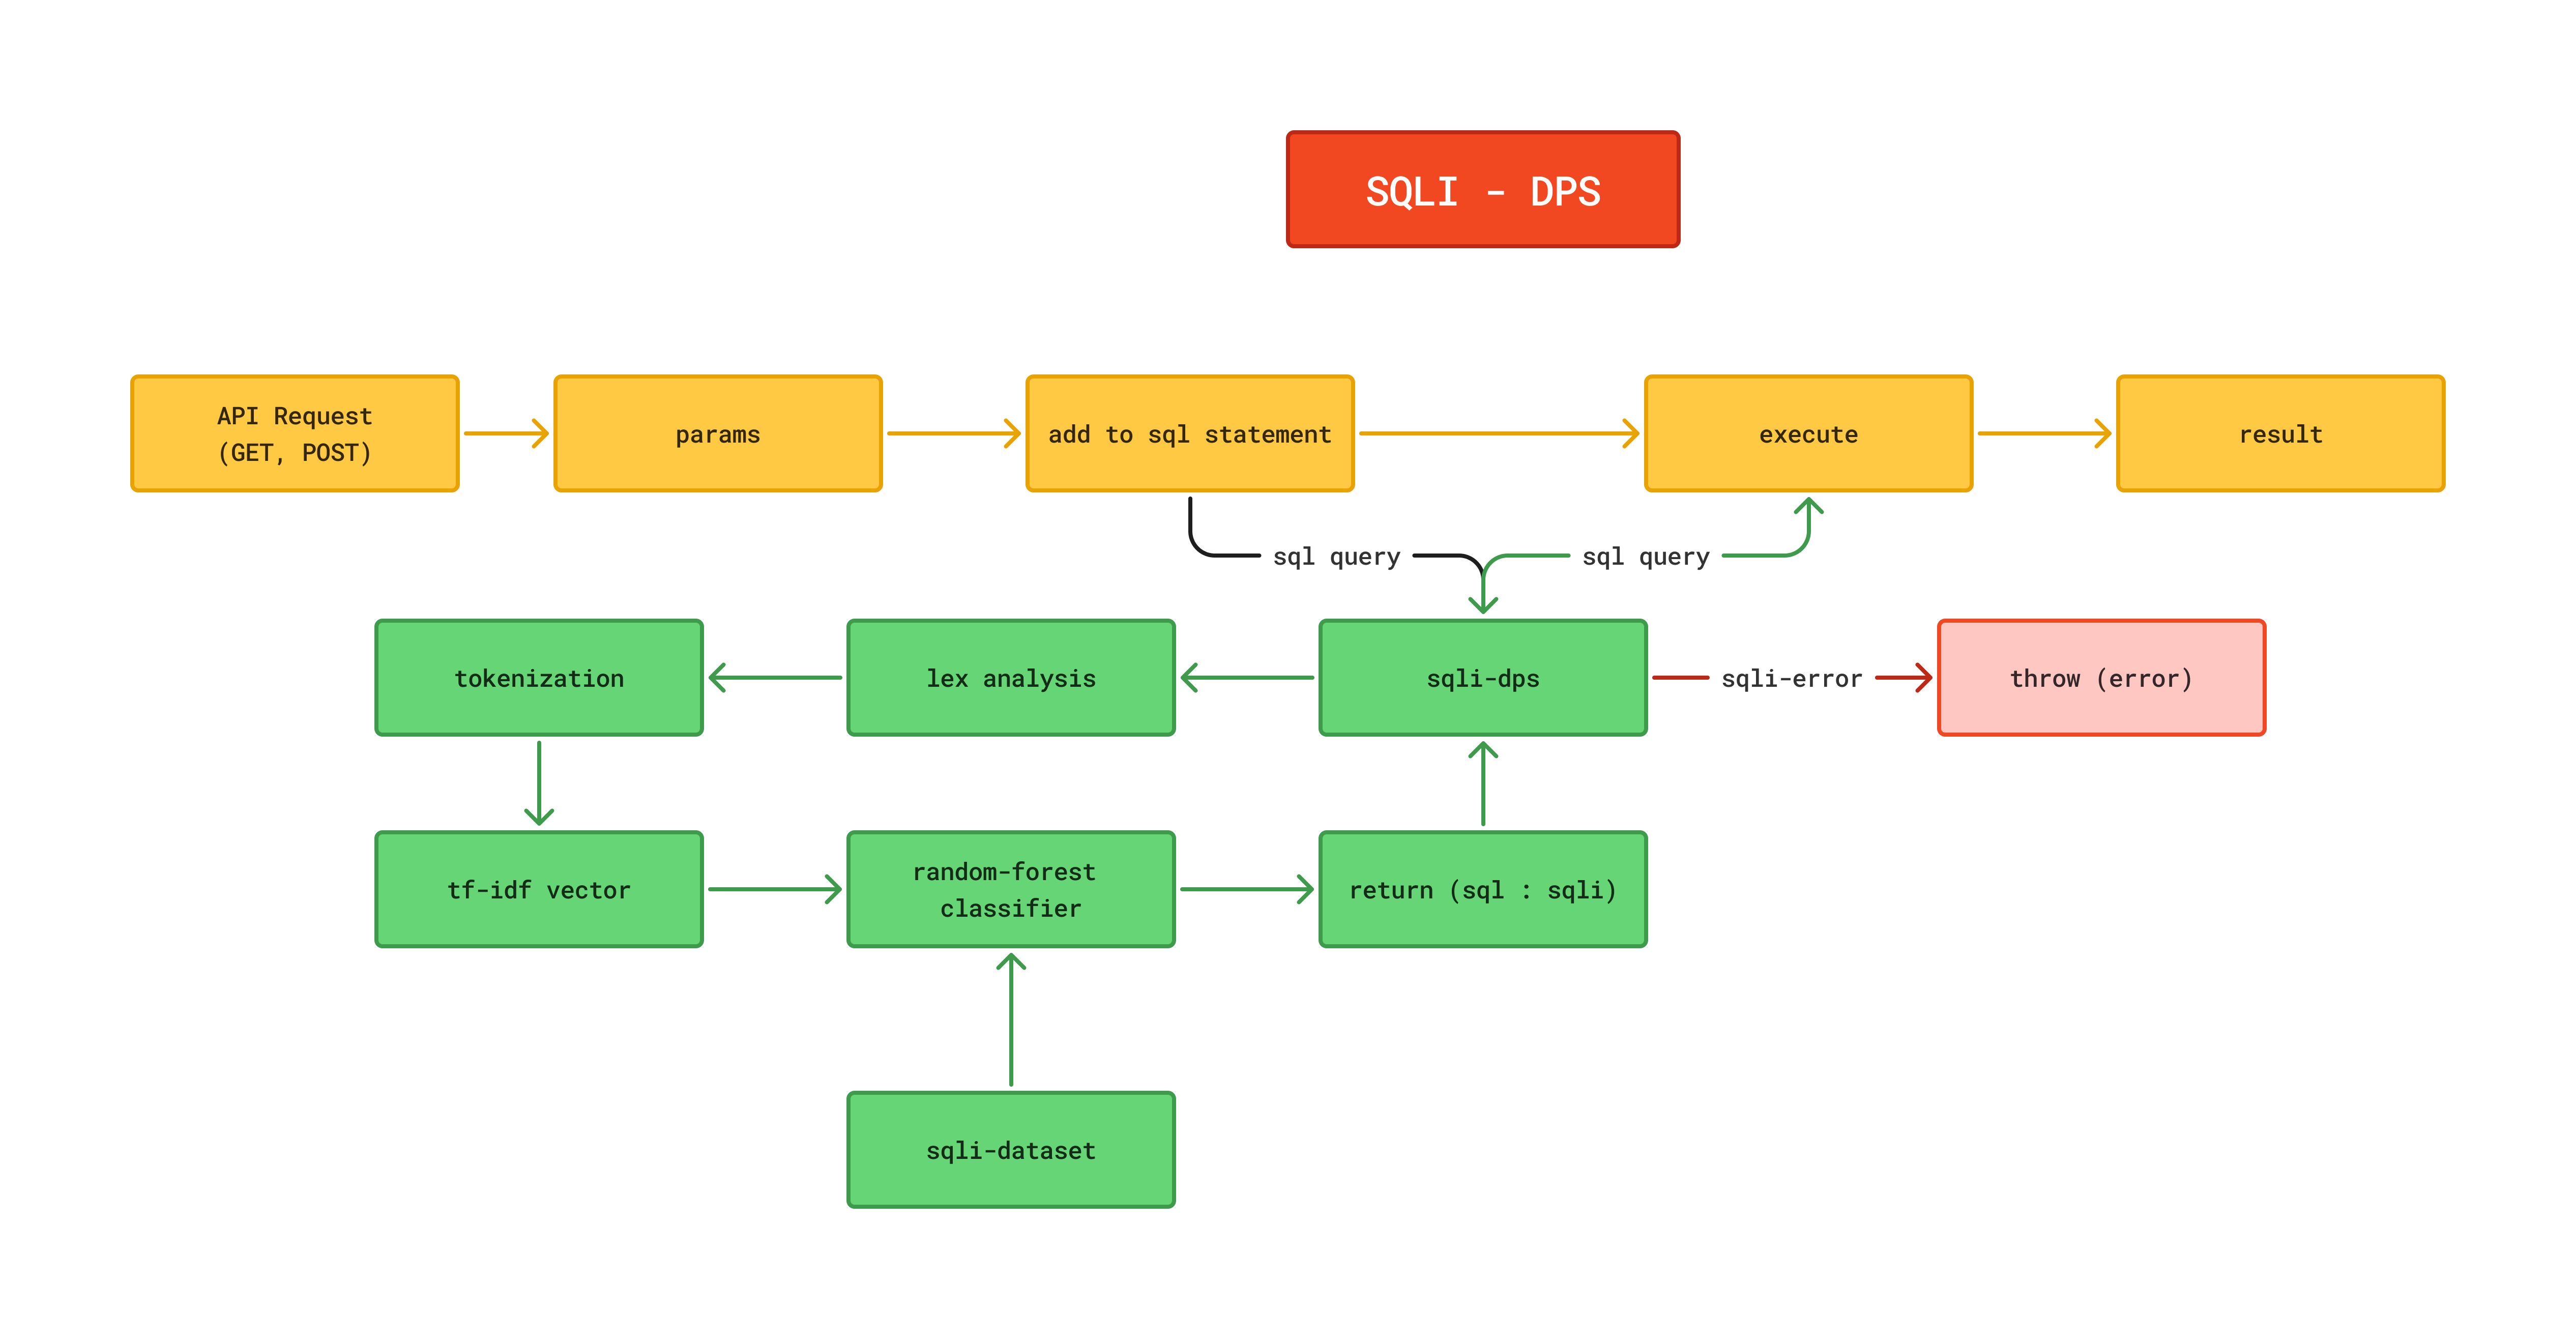 SQLI - DPS
API Request
(GET, POST)
params
add to sql statement
execute
result
sql query
sql query
tokenization
lex analysis
sqli-dps
sqli-error
throw (error)
tf-idf vector
random-forest
classifier
return (sql : sqli)
sqli-dataset